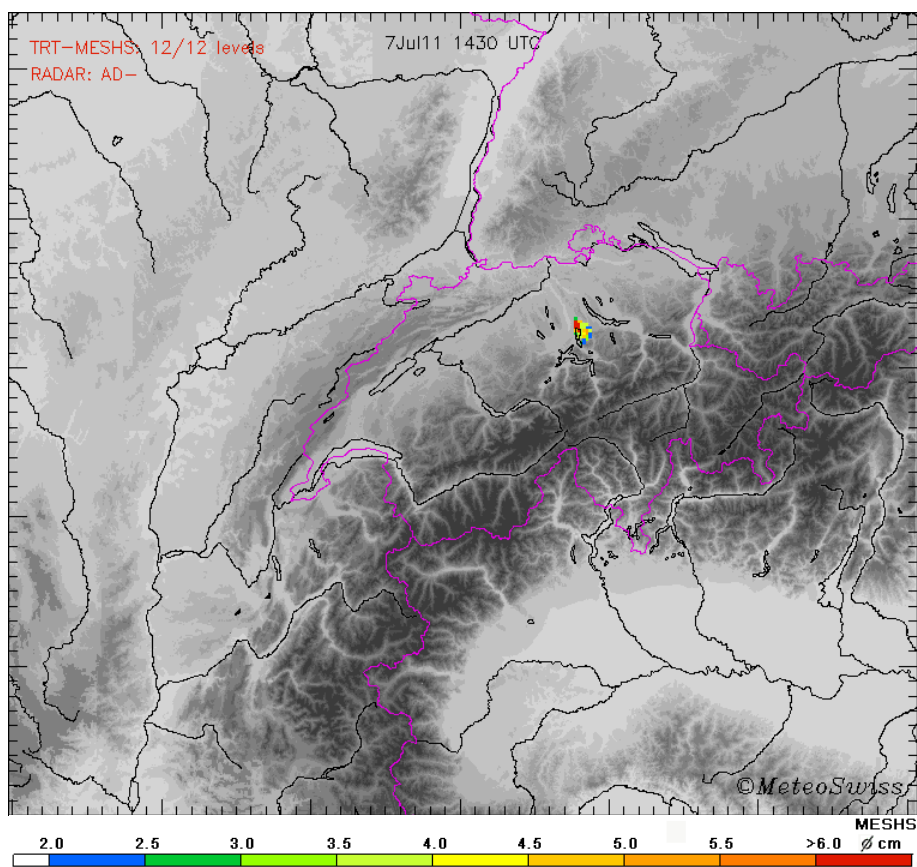 TRT-MESHS: 12/12 levels
7Jul11 1430 UTC
RADAR: AD-
©MeteoSwiss
MESHS
2.0 2.5 3.0 3.5 4.0 4.5 5.0 5.5 >6.0 ø cm